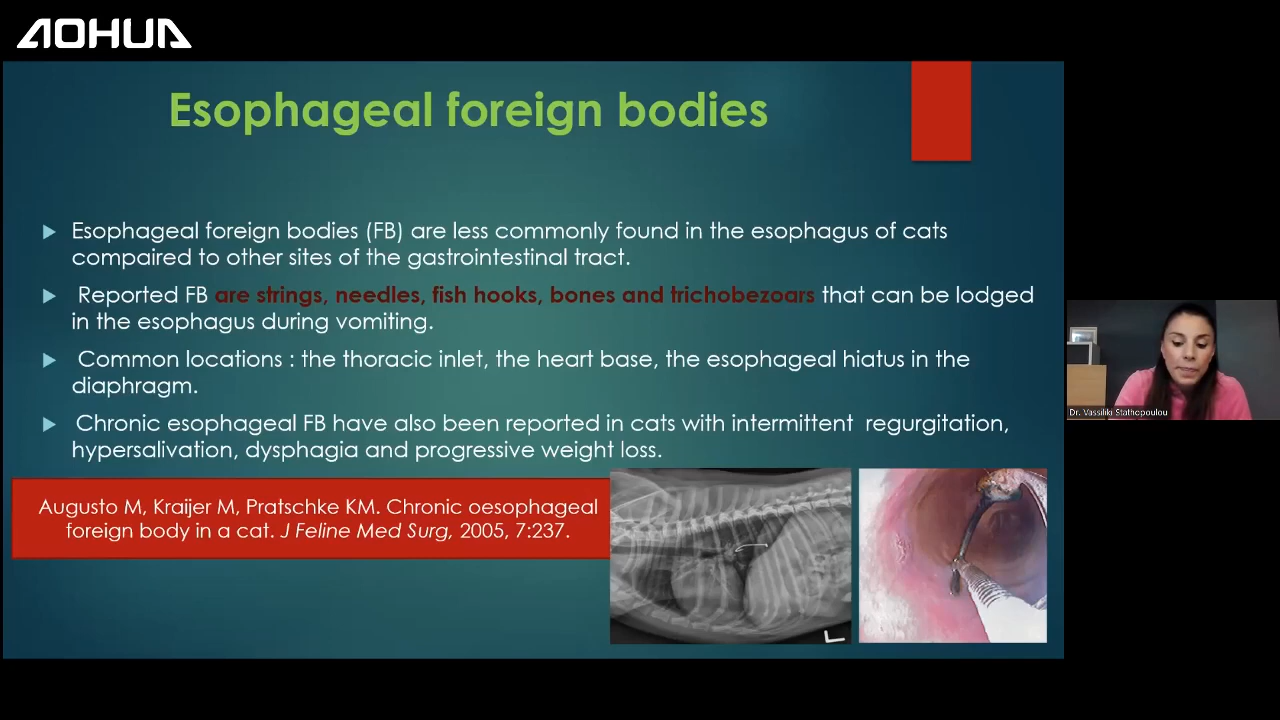 AOHUA
Esophageal foreign bodies
Esophageal foreign bodies (FB) are less commonly found in the esophagus of cats
compaired to other sites of the gastrointestinal tract.
Reported FB are strings, needles, fish hooks, bones and trichobezoars that can be lodged
in the esophagus during vomiting.
Common locations : the thoracic inlet, the heart base, the esophageal hiatus in the
diaphragm.
Chronic esophageal FB have also been reported in cats with intermittent regurgitation,
hypersalivation, dysphagia and progressive weight loss.
Augusto M, Kraijer M, Pratschke KM. Chronic oesophageal
foreign body in a cat. J Feline Med Surg, 2005, 7:237.
L
Dr. Vassiliki Stathopoulou